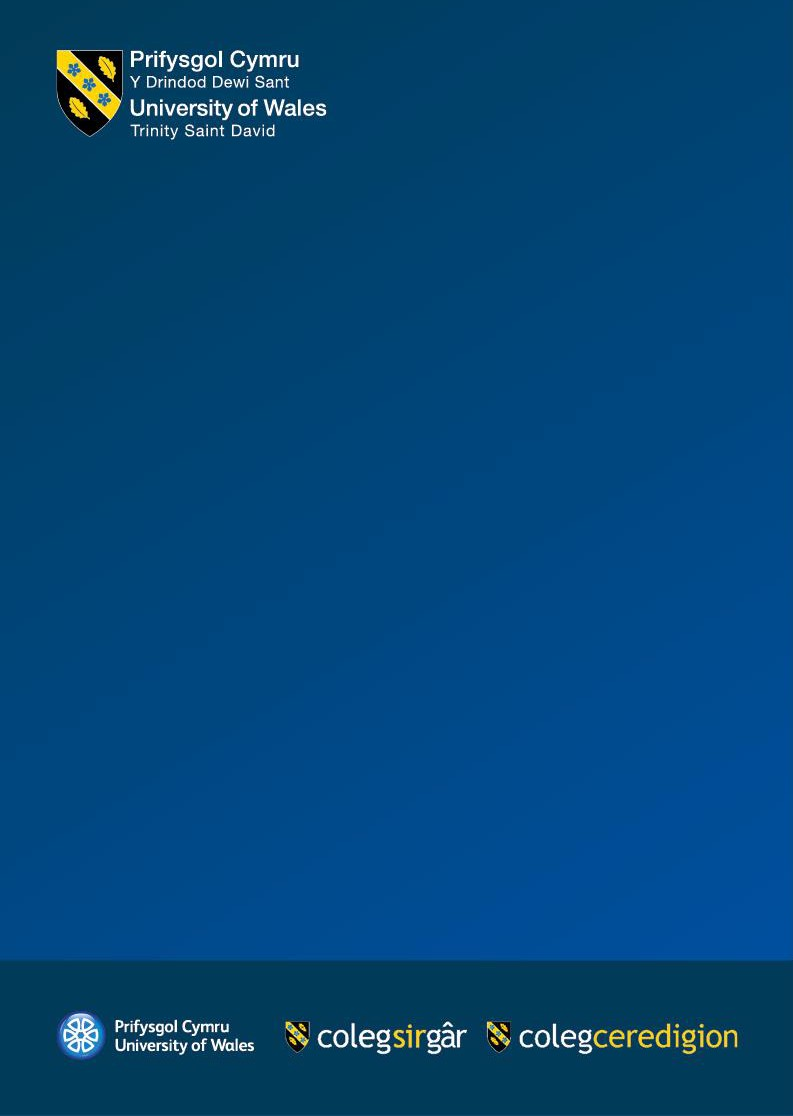 Prifysgol Cymru
Y Drindod Dewi Sant
University of Wales
Trinity Saint David
Prifysgol Cymru
University of Wales
colegsirgâr
colegceredigion